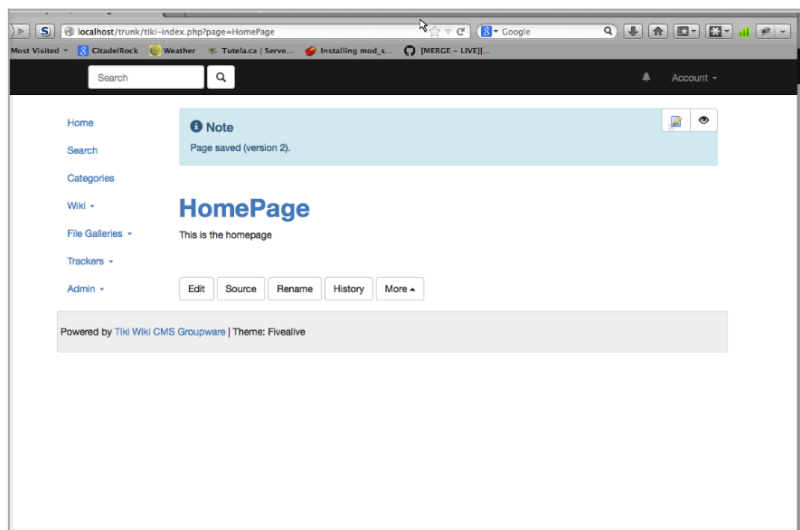 localhost/trunk/tiki-index.php?page=HomePage
Google
Most Visited
CitadelRock
Weather
Tutela.ca | Serve...
Installing mod_s...
[MERGE – LIVE][...
Search
Account
Home
Search
Categories
Wiki
File Galleries
Trackers
Admin
Note
Page saved (version 2).
HomePage
This is the homepage
Edit Source Rename History More
Powered by Tiki Wiki CMS Groupware | Theme: Fivealive